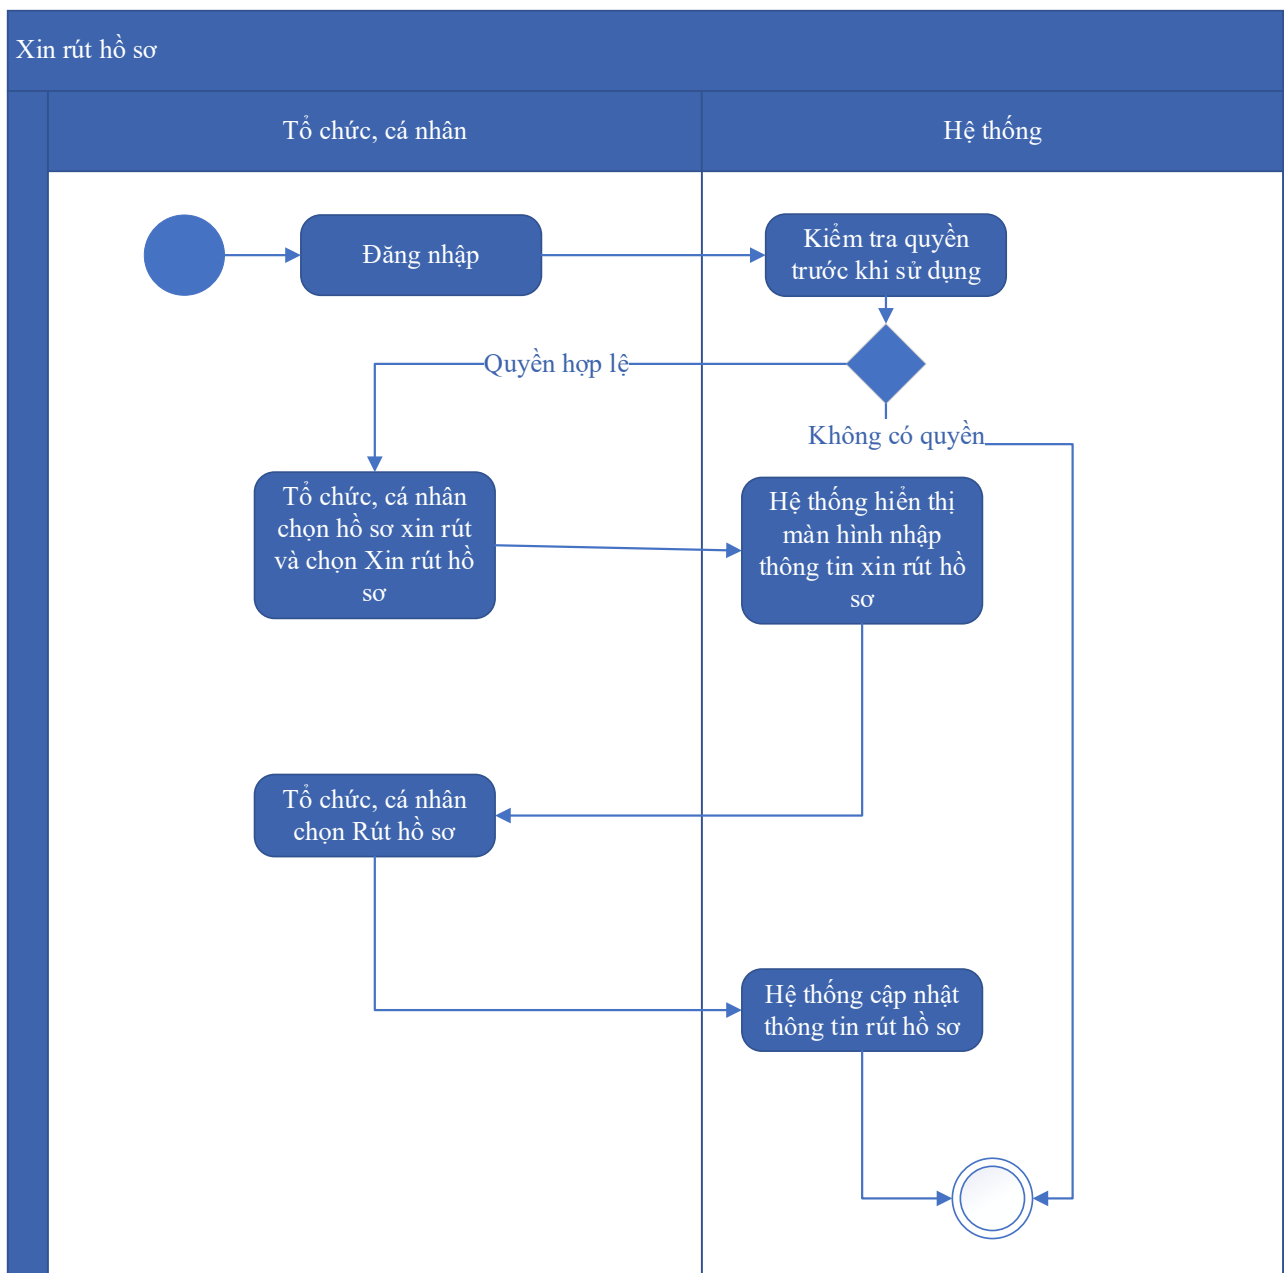 Xin rút hồ sơ
Tổ chức, cá nhân
Hệ thống
Đăng nhập
Kiểm tra quyền
trước khi sử dụng
Quyền hợp lệ
Không có quyền
Tổ chức, cá nhân
chọn hồ sơ xin rút
và chọn Xin rút hồ
sơ
Hệ thống hiển thị
màn hình nhập
thông tin xin rút hồ
sơ
Tổ chức, cá nhân
chọn Rút hồ sơ
Hệ thống cập nhật
thông tin rút hồ sơ